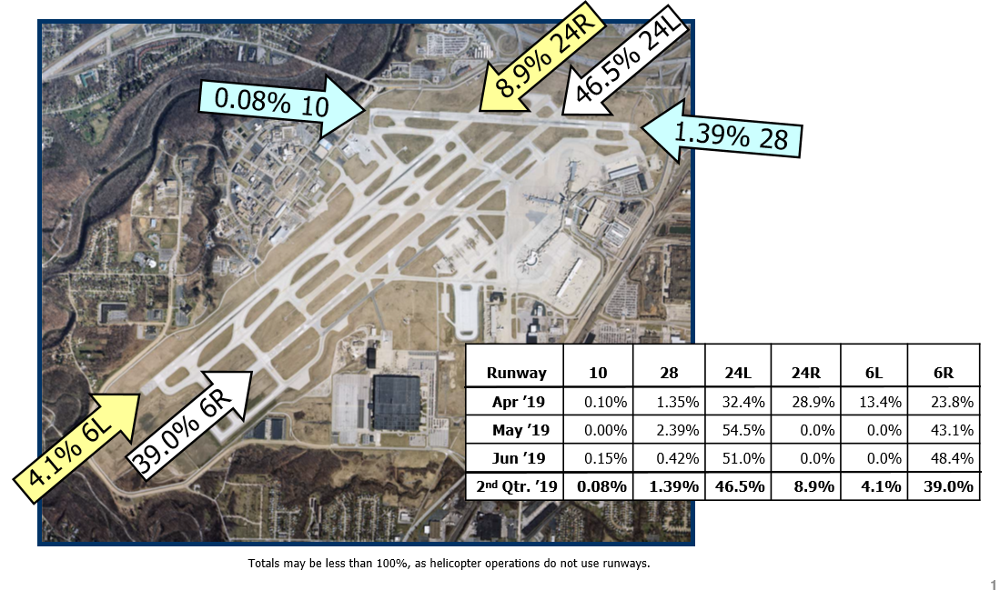 8.9% 24R
46.5% 24L
0.08% 10
1.39% 28
4.1% 6L
39.0% 6R
Runway 10 28 24L 24R 6L 6R
Apr ’19 0.10% 1.35% 32.4% 28.9% 13.4% 23.8%
May ’19 0.00% 2.39% 54.5% 0.0% 0.0% 43.1%
Jun ’19 0.15% 0.42% 51.0% 0.0% 0.0% 48.4%
2nd Qtr. ’19 0.08% 1.39% 46.5% 8.9% 4.1% 39.0%
Totals may be less than 100%, as helicopter operations do not use runways.
1